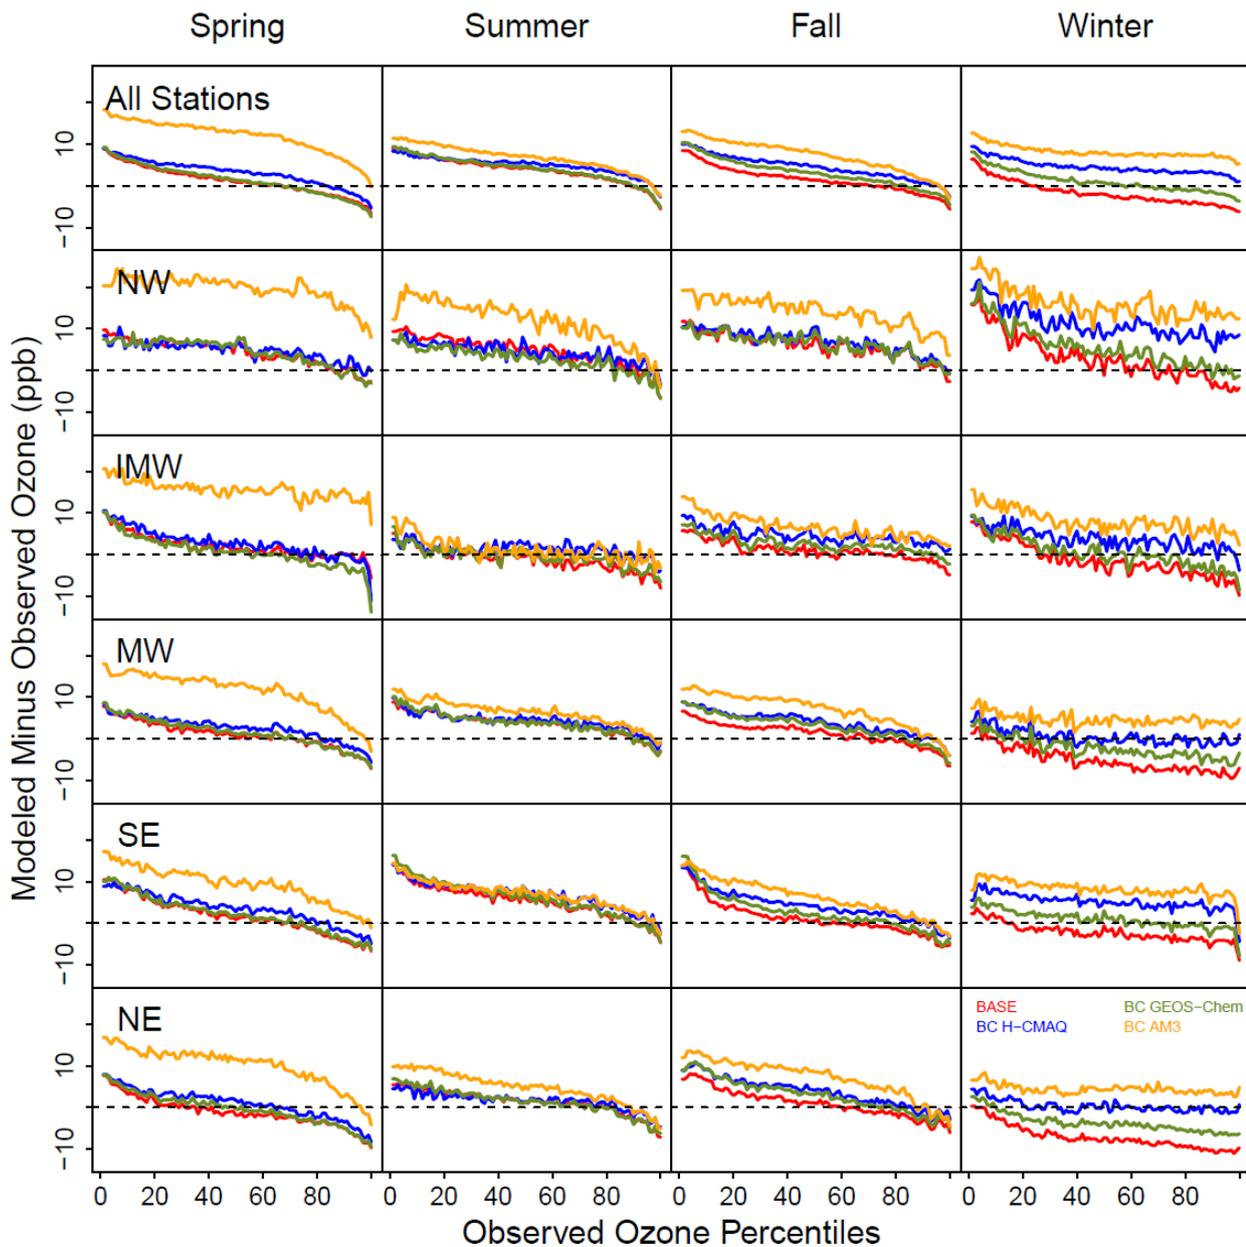 Spring Summer Fall Winter
All Stations
10
−10
NW
10
−10
IMW
10
−10
MW
10
−10
SE
10
−10
NE
10
−10
BASE BC GEOS−Chem
BC H−CMAQ BC AM3
0 20 40 60 80 0 20 40 60 80 0 20 40 60 80 0 20 40 60 80
Observed Ozone Percentiles
Modeled Minus Observed Ozone (ppb)